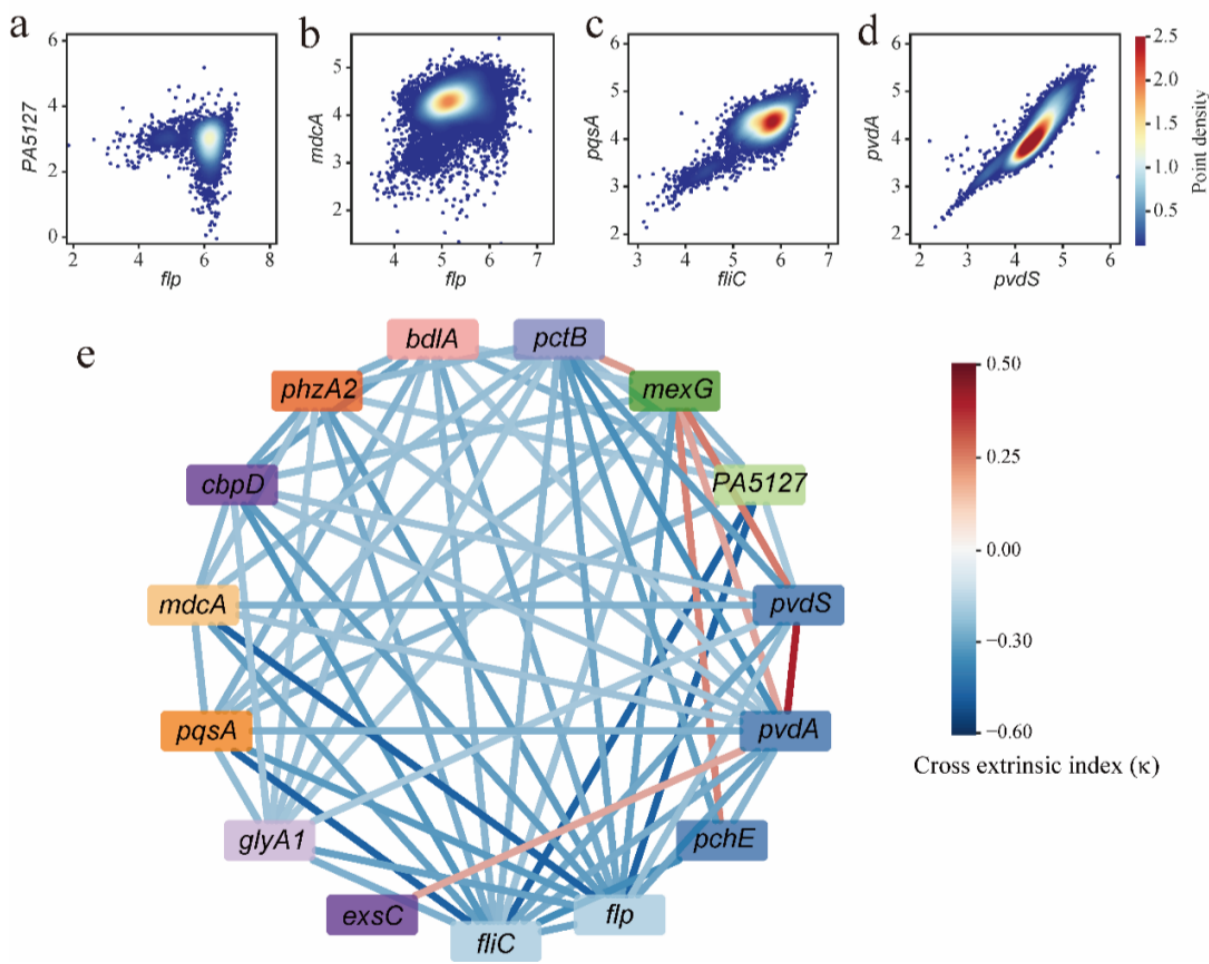 a
b
c
d
6
4
2
0
2
4
6
8
PA5127
flp
5
4
3
2
4
5
6
7
mdcA
flp
6
5
4
3
2
3
4
5
6
7
pqsA
fliC
6
5
4
3
2
2
3
4
5
6
pvdA
pvdS
2.5
2.0
1.5
1.0
0.5
Point density
e
bdlA
pctB
phzA2
mexG
cbpD
PA5127
mdcA
pvdS
pqsA
pvdA
glyA1
pchE
exsC
flp
fliC
0.50
0.25
0.00
−0.30
−0.60
Cross extrinsic index (κ)